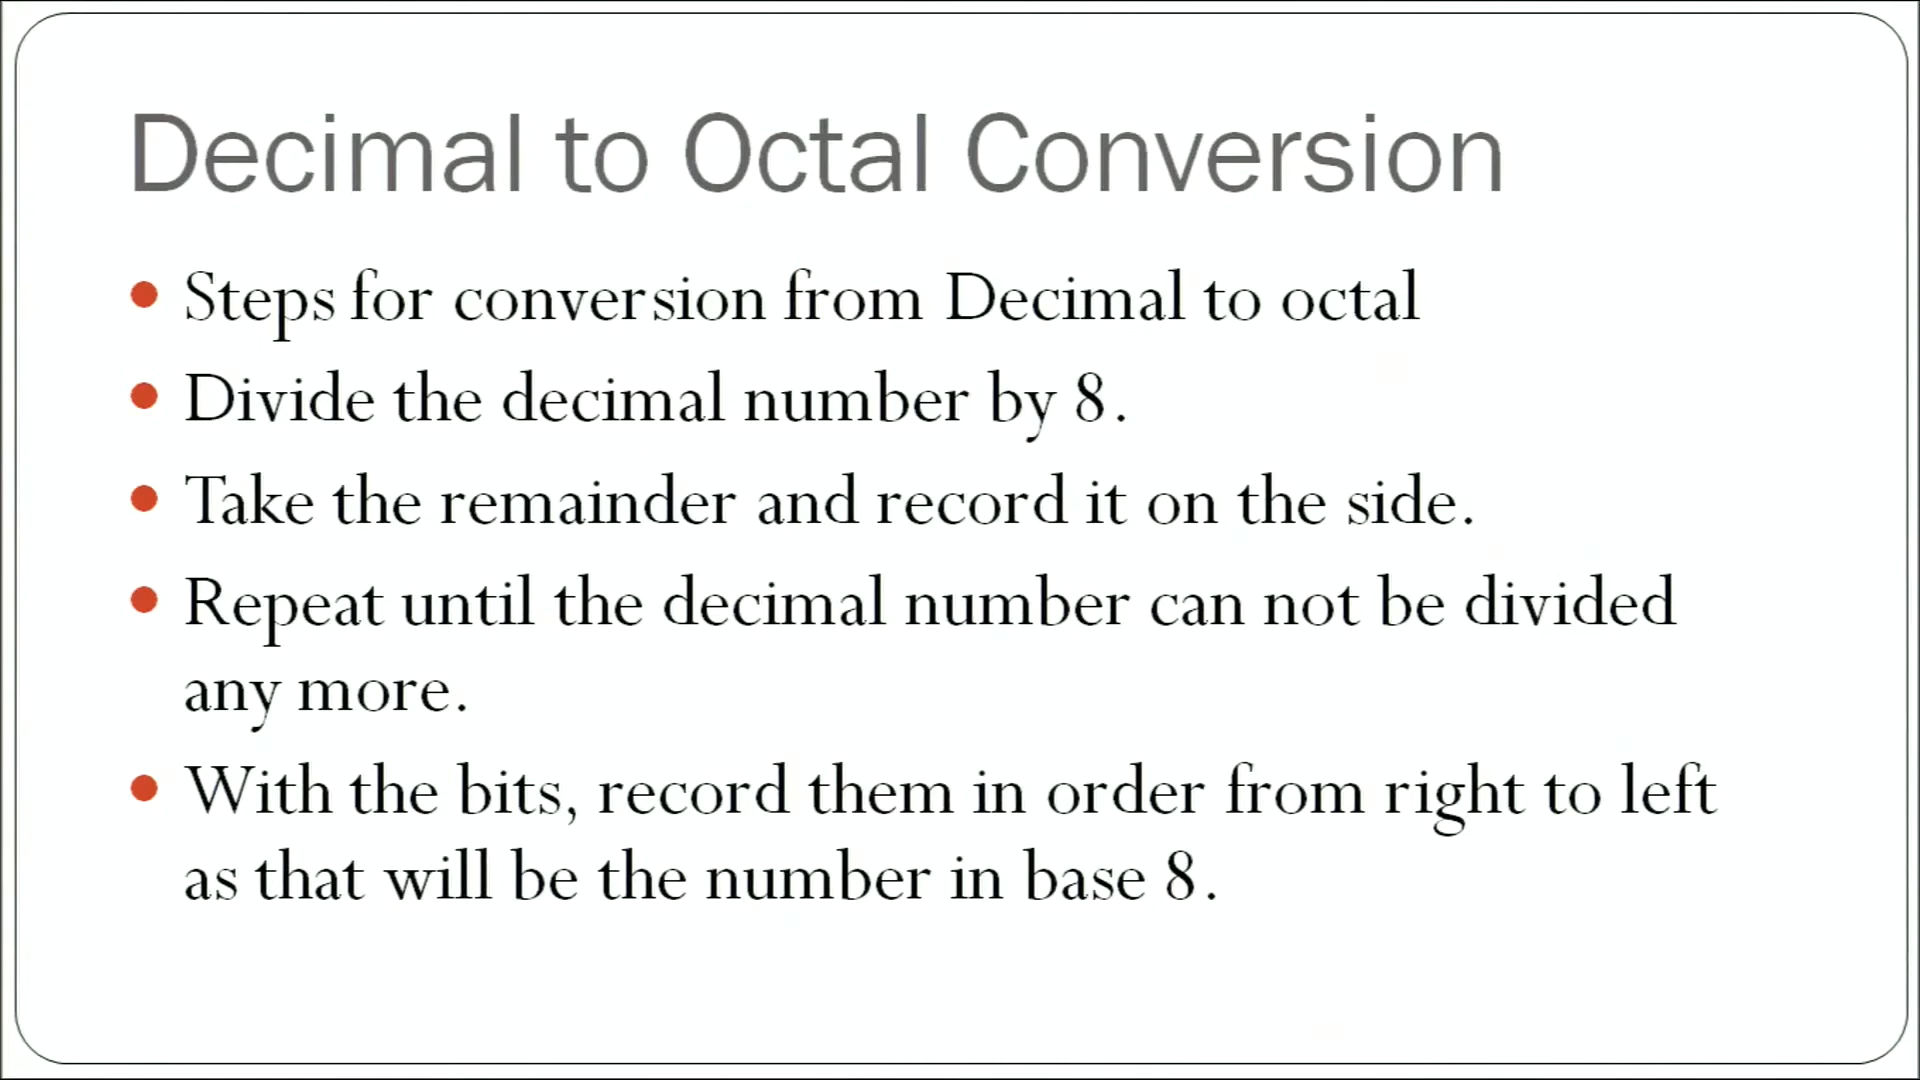 Decimal to Octal Conversion
• Steps for conversion from Decimal to octal
• Divide the decimal number by 8.
• Take the remainder and record it on the side.
• Repeat until the decimal number can not be divided
any more.
• With the bits, record them in order from right to left
as that will be the number in base 8.